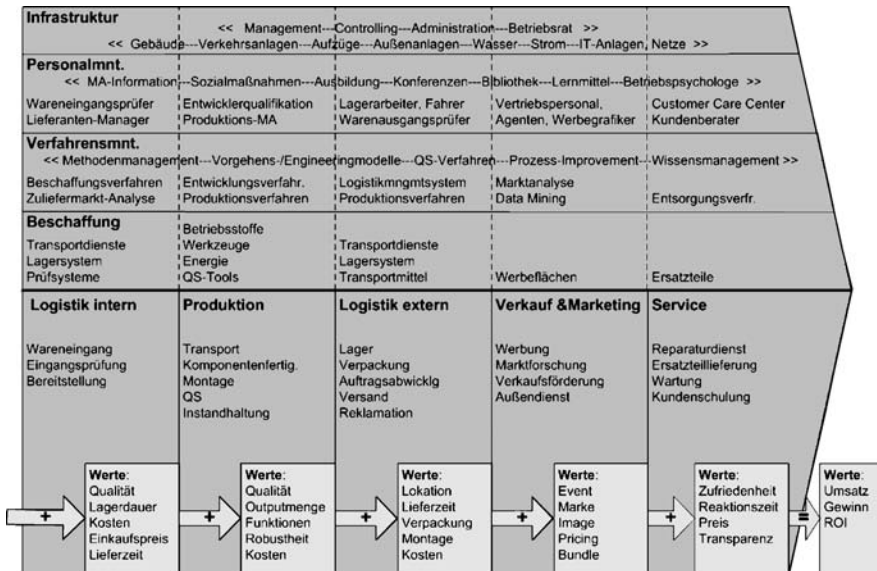 Infrastruktur
<< Management---Controlling---Administration---Betriebsrat >>
<< Gebäude---Verkehrsanlagen---Aufzüge---Außenanlagen---Wasser---Strom---IT-Anlagen, Netze >>
Personalmnt.
<< MA-Information---Sozialmaßnahmen---Ausbildung---Konferenzen---Bibliothek---Lernmittel---Betriebspsychologe >>
Wareneingangsprüfer
Lieferanten-Manager
Entwicklerqualifikation
Produktions-MA
Lagerarbeiter, Fahrer
Warenausgangsprüfer
Vertriebspersonal,
Agenten, Werbegrafiker
Customer Care Center
Kundenberater
Verfahrensmnt.
<< Methodenmanagement---Vorgehens-/Engineeringmodelle---QS-Verfahren---Prozess-Improvement---Wissensmanagement >>
Beschaffungsverfahren
Zuliefermarkt-Analyse
Entwicklungsverfahr.
Produktionsverfahren
Logistikmngmtsystem
Produktionsverfahren
Marktanalyse
Data Mining
Entsorgungsverfr.
Beschaffung
Transportdienste
Lagersystem
Prüfsysteme
Betriebsstoffe
Werkzeuge
Energie
QS-Tools
Transportdienste
Lagersystem
Transportmittel
Werbeflächen
Ersatzteile
Logistik intern
Wareneingang
Eingangsprüfung
Bereitstellung
Produktion
Transport
Komponentenfertig.
Montage
QS
Instandhaltung
Logistik extern
Lager
Verpackung
Auftragsabwicklg
Versand
Reklamation
Verkauf &Marketing
Werbung
Marktforschung
Verkaufsförderung
Außendienst
Service
Reparaturdienst
Ersatzteillieferung
Wartung
Kundenschulung
+
Werte:
Qualität
Lagerdauer
Kosten
Einkaufspreis
Lieferzeit
+
Werte:
Qualität
Outputmenge
Funktionen
Robustheit
Kosten
+
Werte:
Lokation
Lieferzeit
Verpackung
Montage
Kosten
+
Werte:
Event
Marke
Image
Pricing
Bundle
+
Werte:
Zufriedenheit
Reaktionszeit
Preis
Transparenz
=
Werte:
Umsatz
Gewinn
ROI